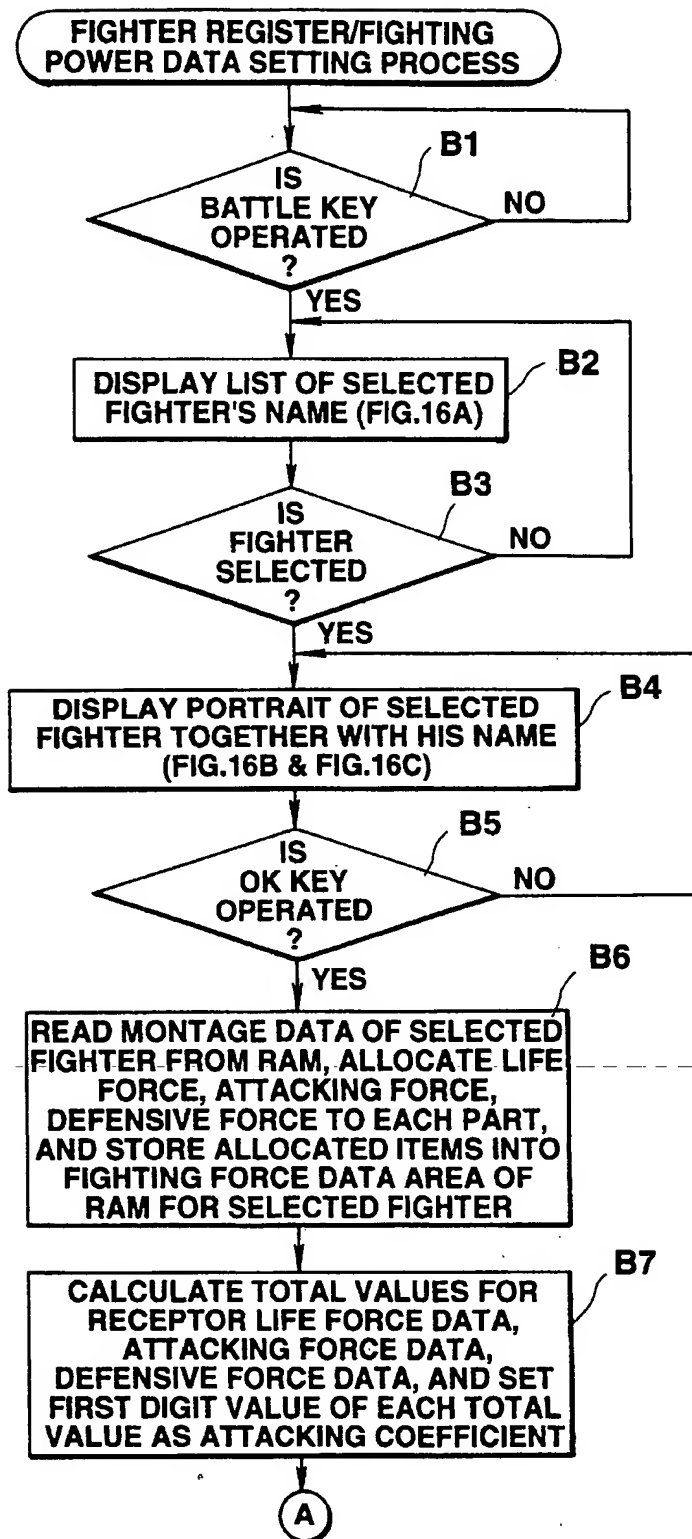 FIGHTER REGISTER/FIGHTING
POWER DATA SETTING PROCESS
B1
IS
BATTLE KEY
OPERATED
?
NO
YES
B2
DISPLAY LIST OF SELECTED
FIGHTER'S NAME (FIG.16A)
B3
IS
FIGHTER
SELECTED
?
NO
YES
B4
DISPLAY PORTRAIT OF SELECTED
FIGHTER TOGETHER WITH HIS NAME
(FIG.16B & FIG.16C)
B5
IS
OK KEY
OPERATED
?
NO
YES
B6
READ MONTAGE DATA OF SELECTED
FIGHTER FROM RAM, ALLOCATE LIFE
FORCE, ATTACKING FORCE,
DEFENSIVE FORCE TO EACH PART,
AND STORE ALLOCATED ITEMS INTO
FIGHTING FORCE DATA AREA OF
RAM FOR SELECTED FIGHTER
B7
CALCULATE TOTAL VALUES FOR
RECEPTOR LIFE FORCE DATA,
ATTACKING FORCE DATA,
DEFENSIVE FORCE DATA, AND SET
FIRST DIGIT VALUE OF EACH TOTAL
VALUE AS ATTACKING COEFFICIENT
A